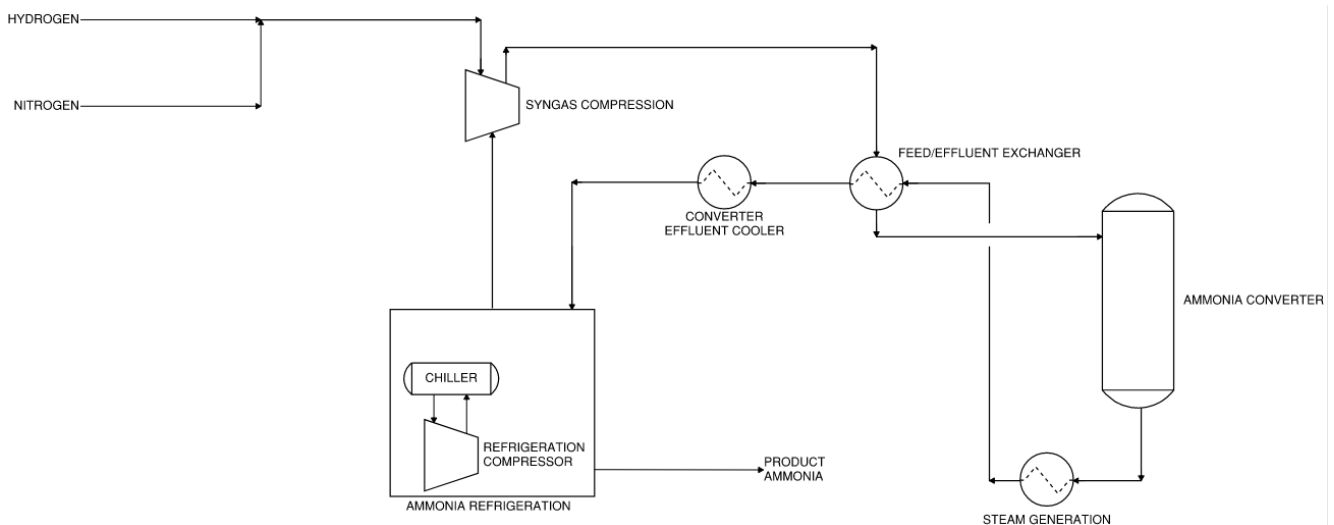 HYDROGEN
NITROGEN
SYNGAS COMPRESSION
FEED/EFFLUENT EXCHANGER
CONVERTER
EFFLUENT COOLER
AMMONIA CONVERTER
CHILLER
REFRIGERATION
COMPRESSOR
AMMONIA REFRIGERATION
PRODUCT
AMMONIA
STEAM GENERATION